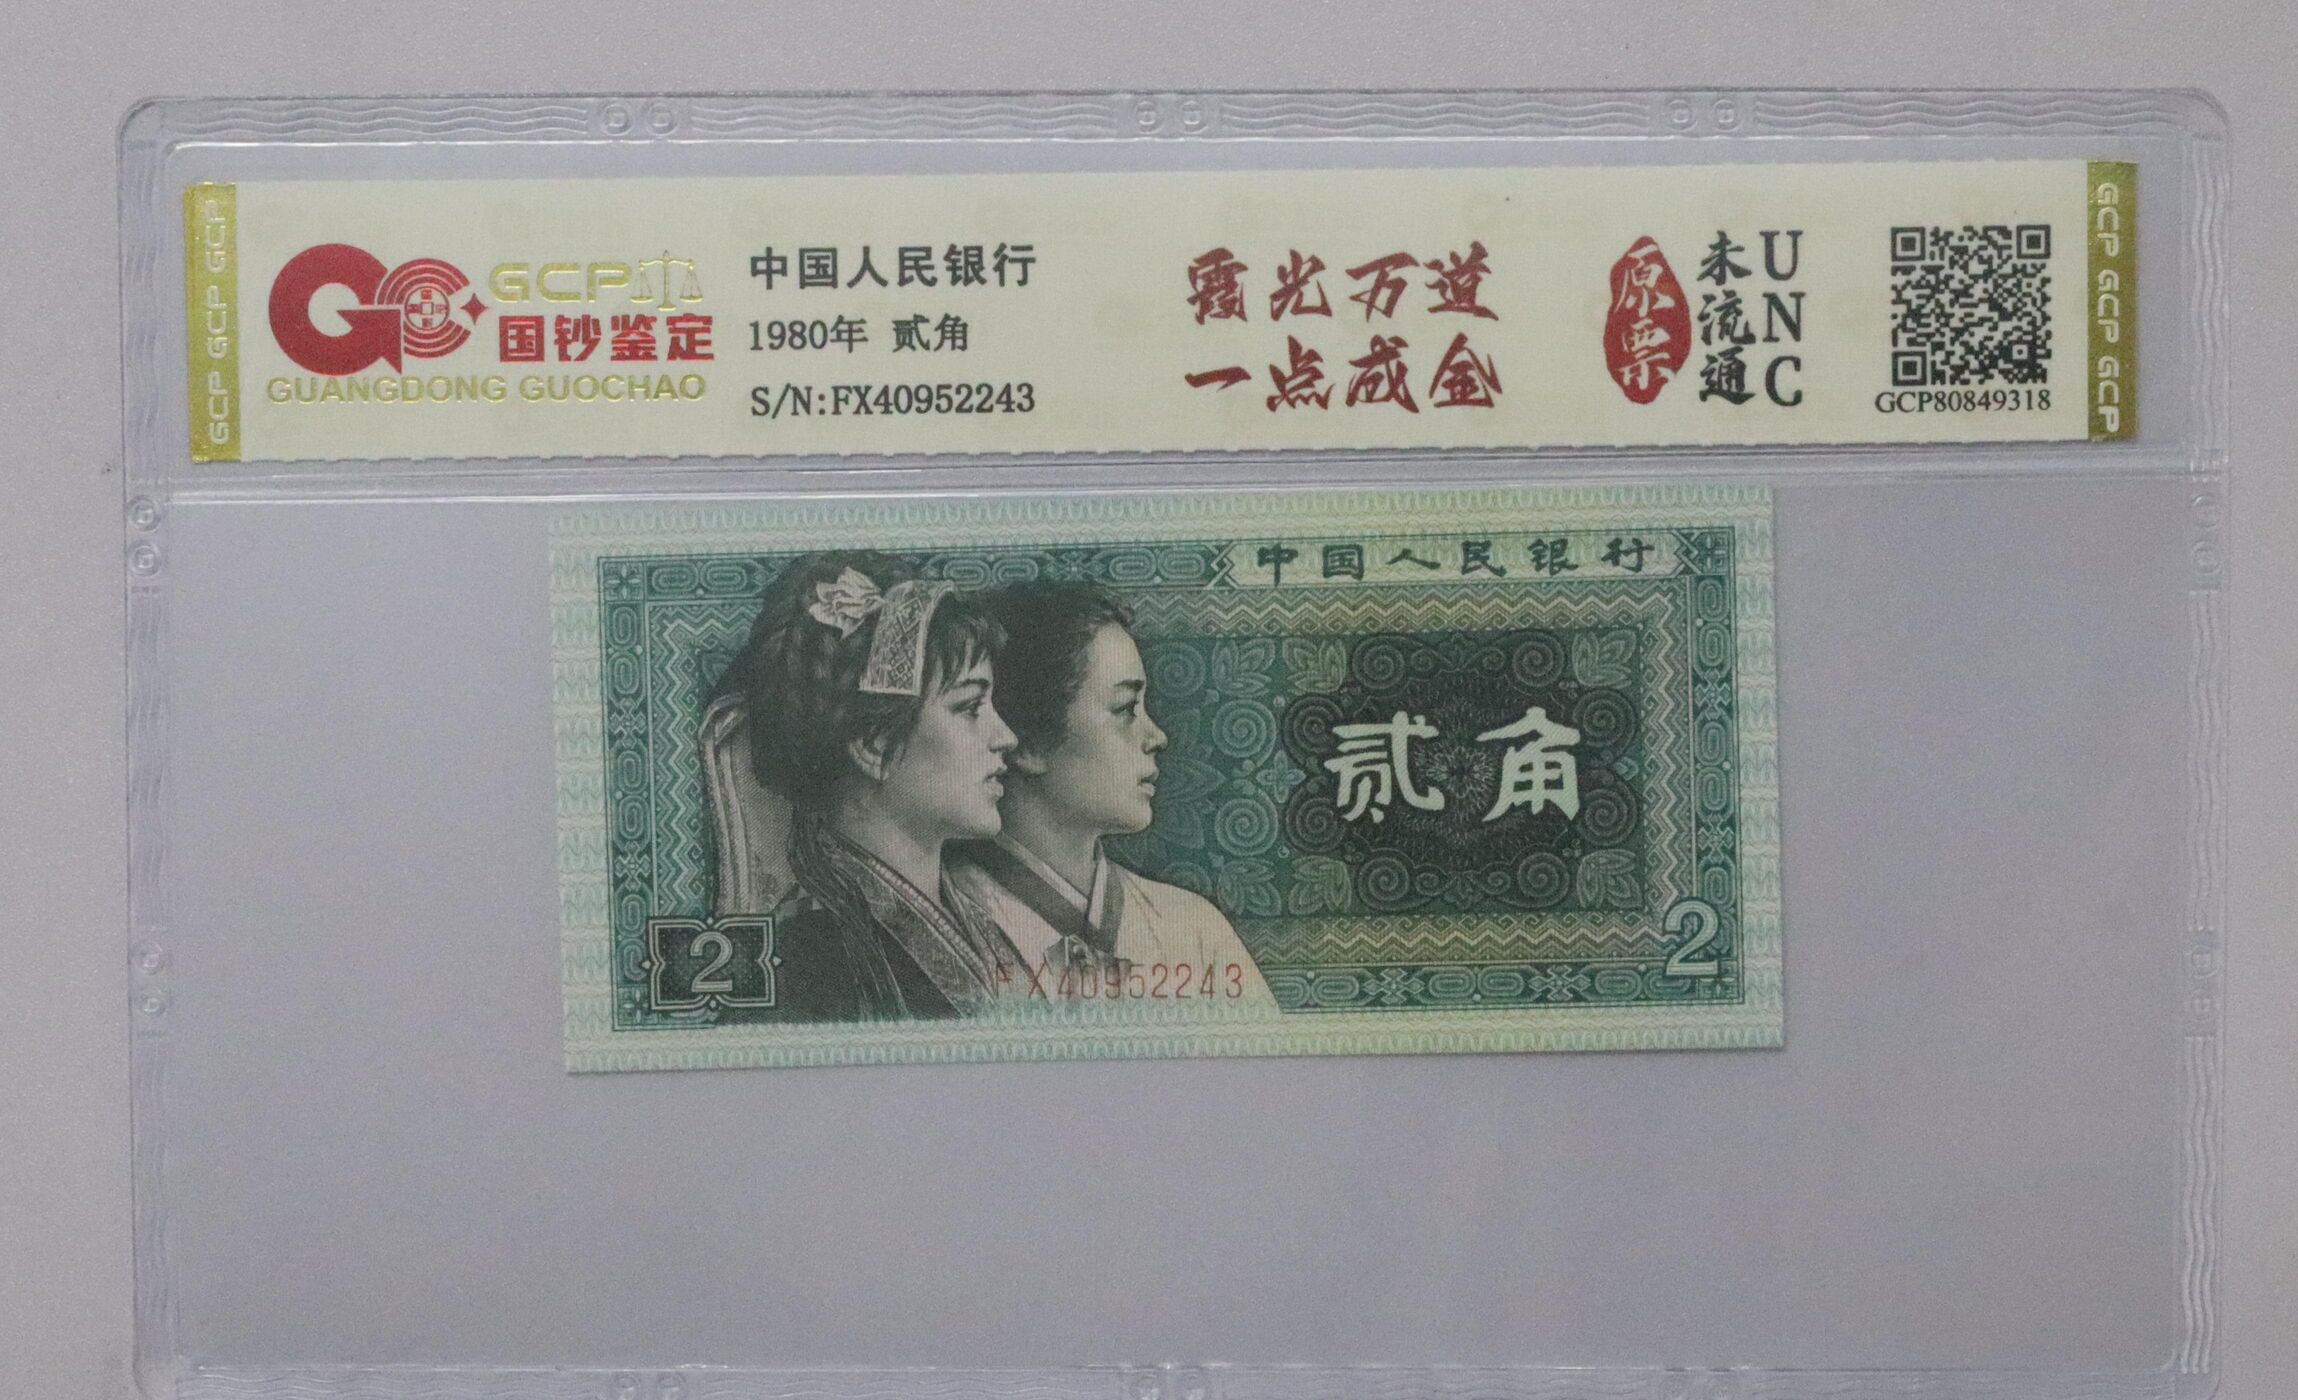 GCP GCP GCP
GCP
国钞鉴定
GUANGDONG GUOCHAO
中国人民银行
1980年 贰角
S/N:FX40952243
霞光万道
一点成金
原票
未流通
UNC
GCP80849318
GCP GCP GCP
中国人民银行
贰角
2
FX40952243
2